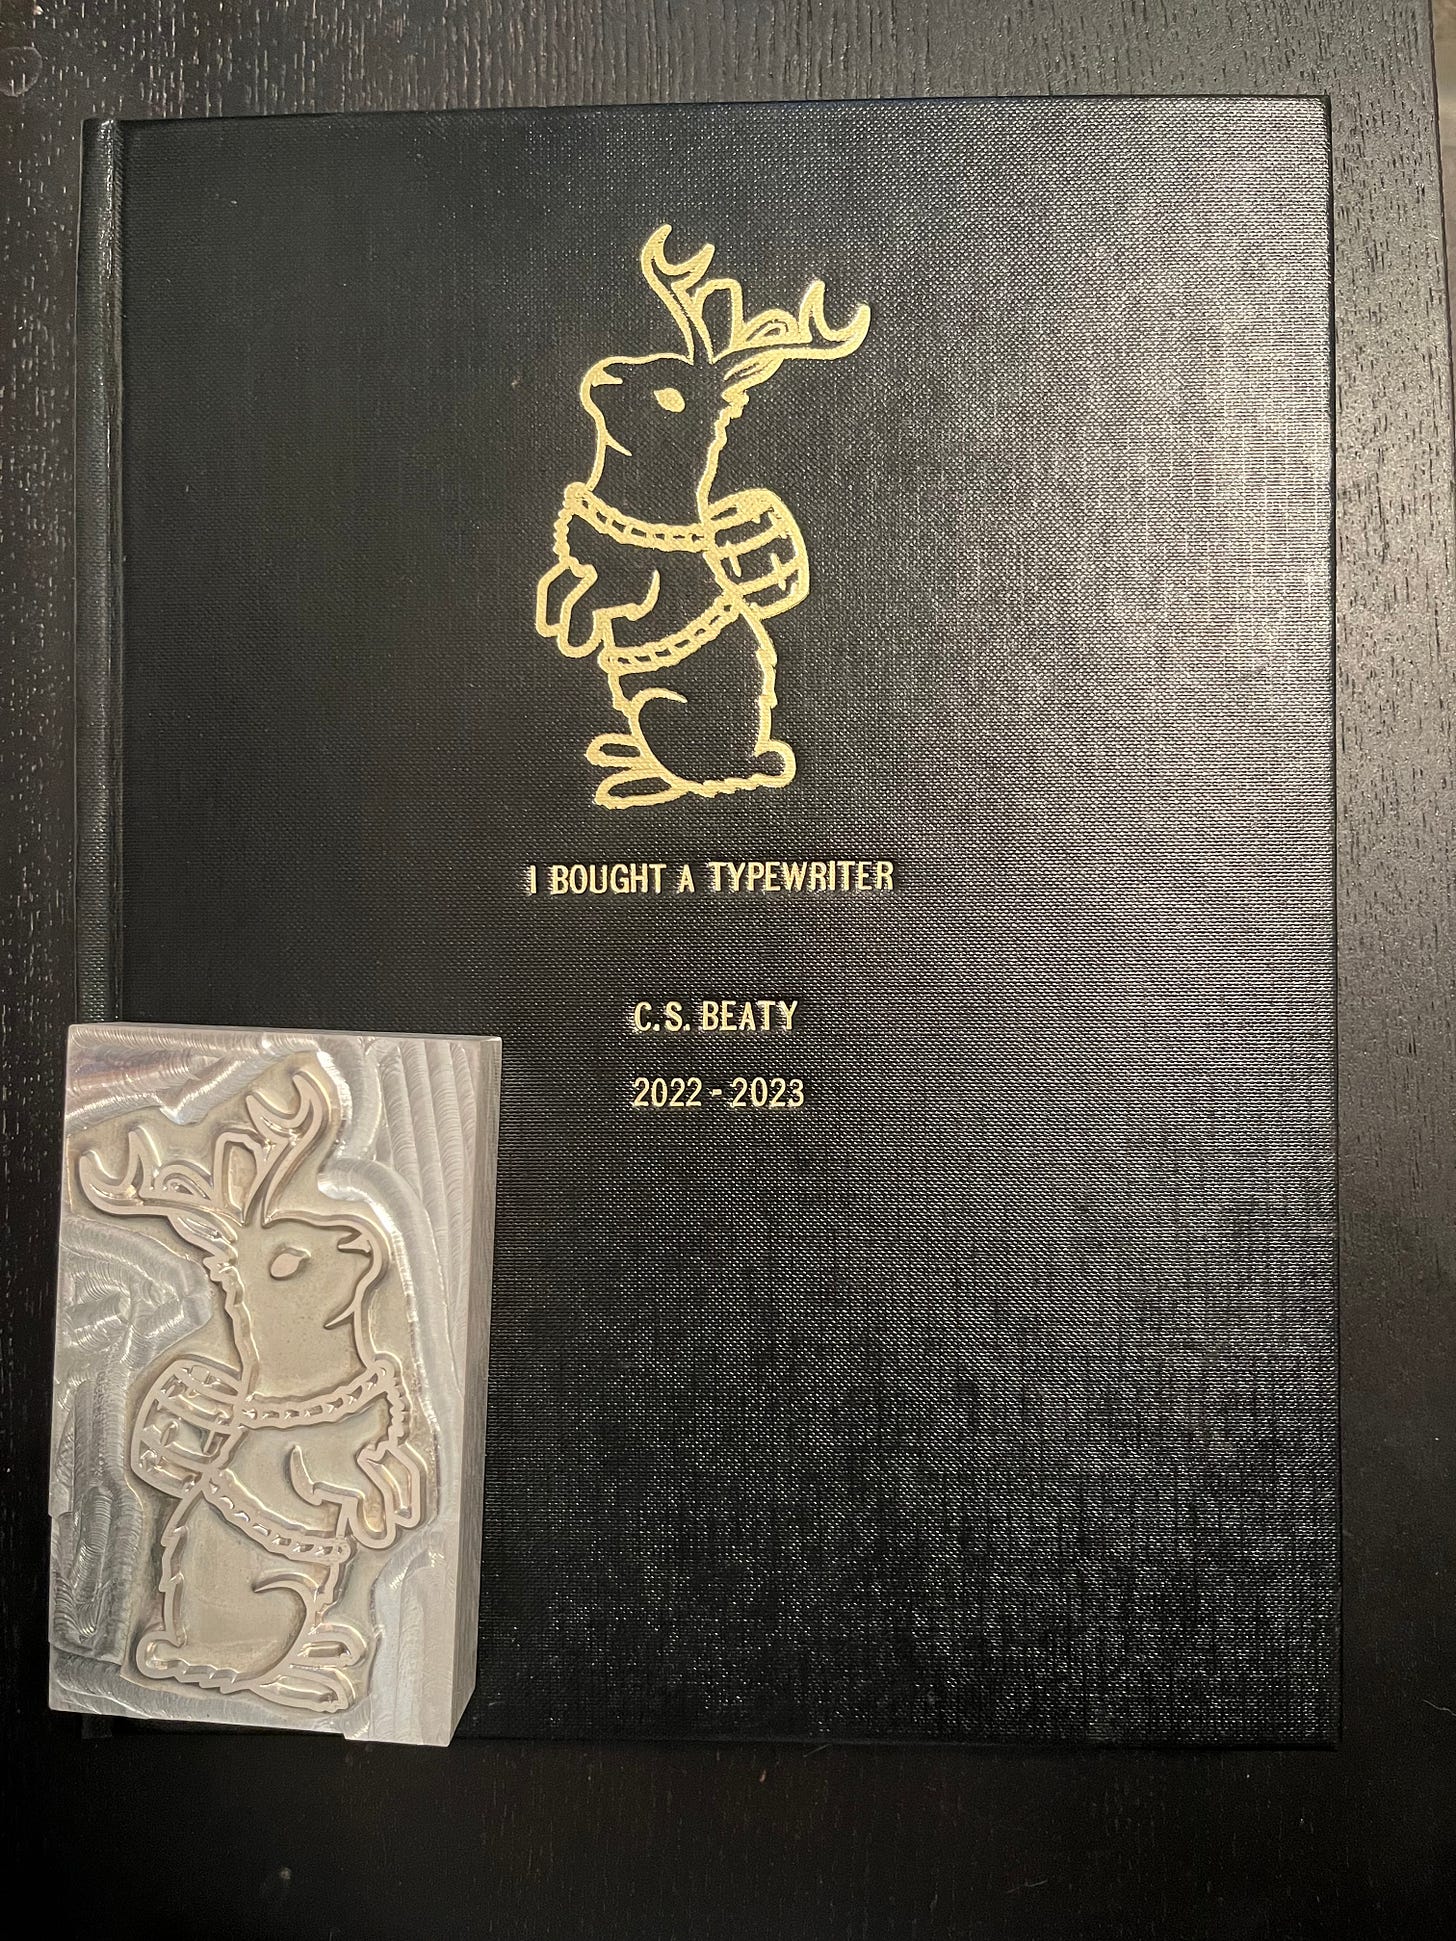 I BOUGHT A TYPEWRITER
C.S. BEATY
2022 - 2023